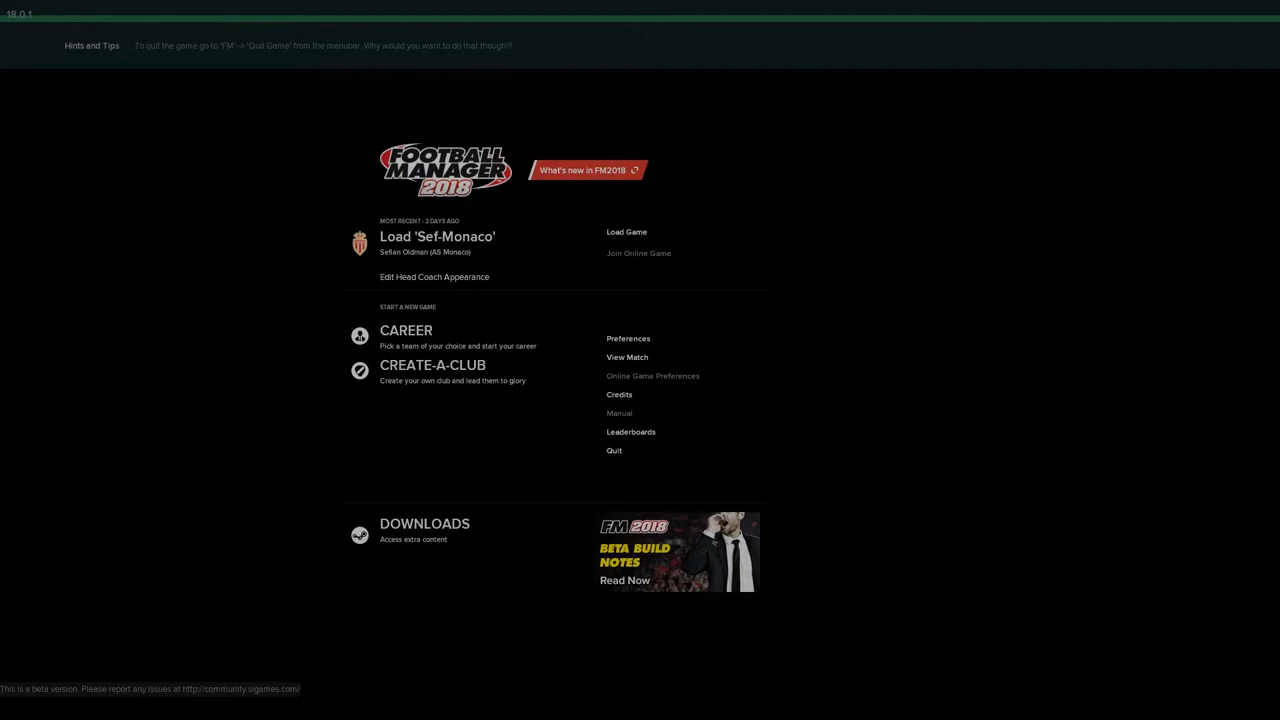 18.0.1
Hints and Tips
To quit the game go to 'FM' -> 'Quit Game' from the menubar. Why would you want to do that though?!
FOOTBALL
MANAGER
2018
What's new in FM2018
MOST RECENT - 2 DAYS AGO
Load 'Sef-Monaco'
Sefian Oldman (AS Monaco)
Edit Head Coach Appearance
Load Game
Join Online Game
START A NEW GAME
CAREER
Pick a team of your choice and start your career
CREATE-A-CLUB
Create your own club and lead them to glory
Preferences
View Match
Online Game Preferences
Credits
Manual
Leaderboards
Quit
DOWNLOADS
Access extra content
FM 2018
BETA BUILD
NOTES
Read Now
This is a beta version. Please report any issues at http://community.sigames.com/